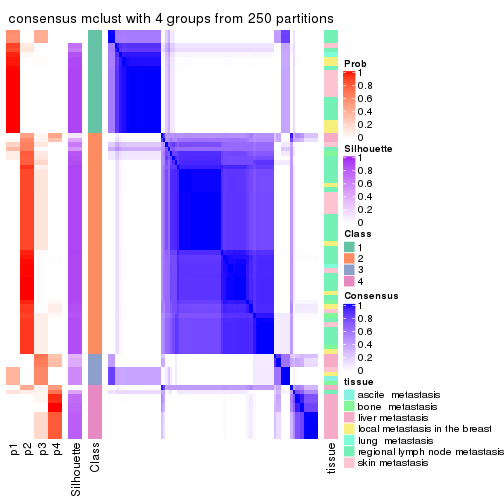 consensus mclust with 4 groups from 250 partitions
Prob
1
0.8
0.6
0.4
0.2
0
Silhouette
1
0.8
0.6
0.4
0.2
0
Class
1
2
3
4
Consensus
1
0.8
0.6
0.4
0.2
0
tissue
ascite metastasis
bone metastasis
liver metastasis
local metastasis in the breast
lung metastasis
regional lymph node metastasis
skin metastasis
p1
p2
p3
p4
Silhouette
Class
tissue